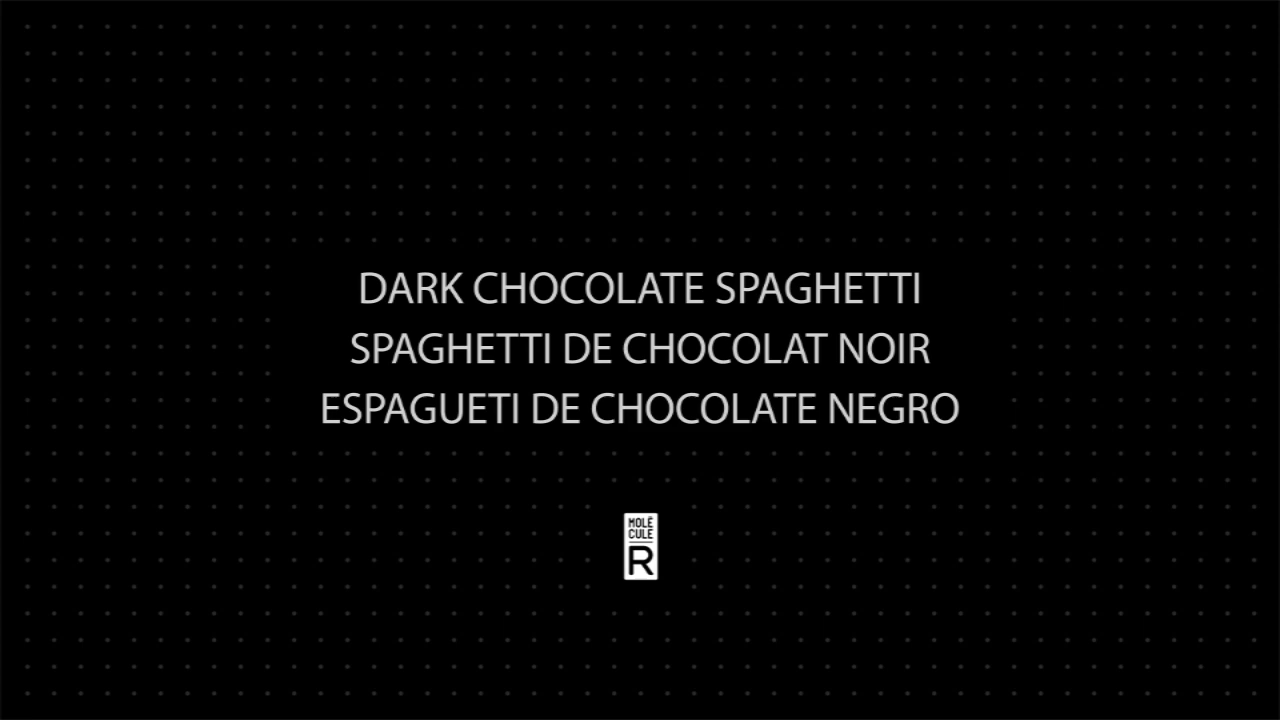 DARK CHOCOLATE SPAGHETTI
SPAGHETTI DE CHOCOLAT NOIR
ESPAGUETI DE CHOCOLATE NEGRO
MOLÉ
CULE
R